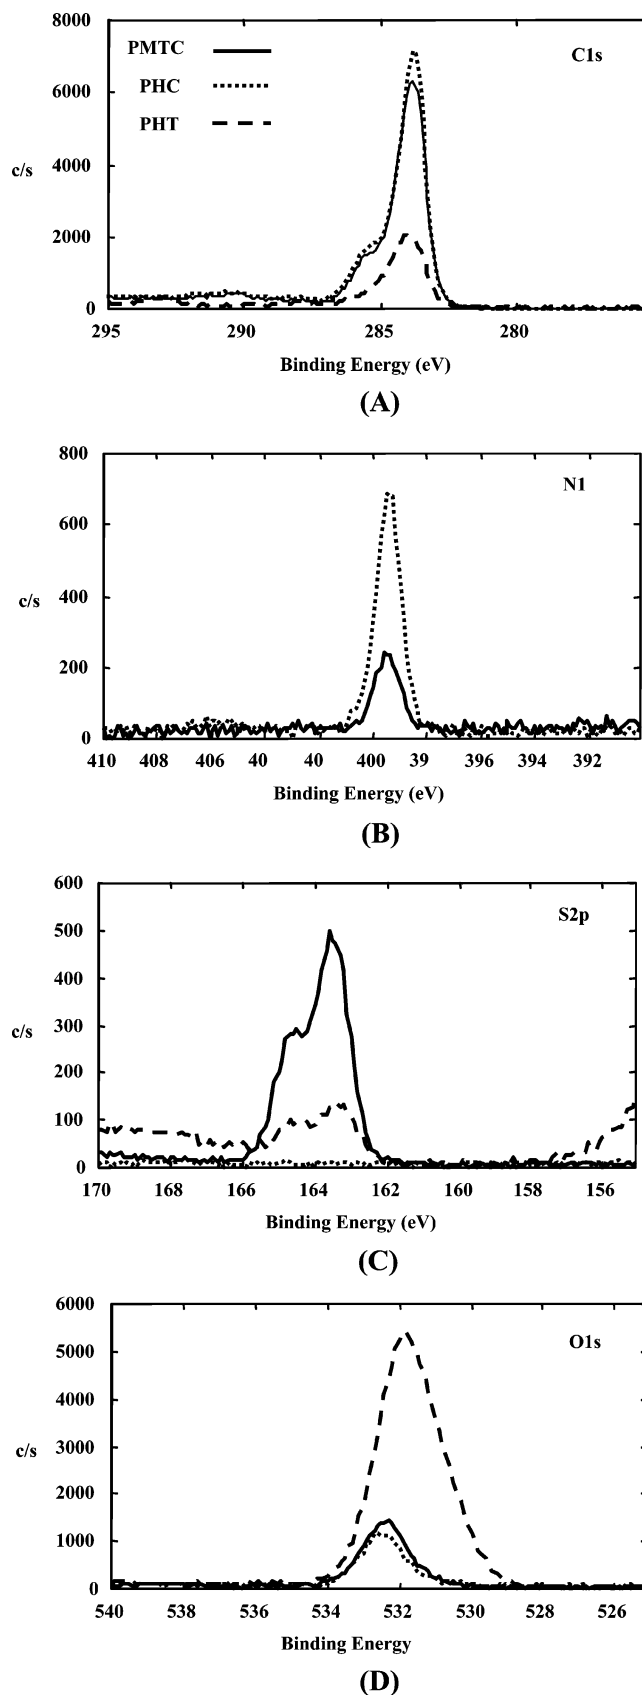 8000
PMTC
C1s
6000
PHC
PHT
c/s
4000
2000
0
295 290 285 280
Binding Energy (eV)
(A)
800
N1
600
c/s
400
200
0
410 408 406 40 40 400 39 396 394 392
Binding Energy (eV)
(B)
600
S2p
500
400
c/s
300
200
100
0
170 168 166 164 162 160 158 156
Binding Energy (eV)
(C)
6000
O1s
5000
4000
c/s
3000
2000
1000
0
540 538 536 534 532 530 528 526
Binding Energy
(D)